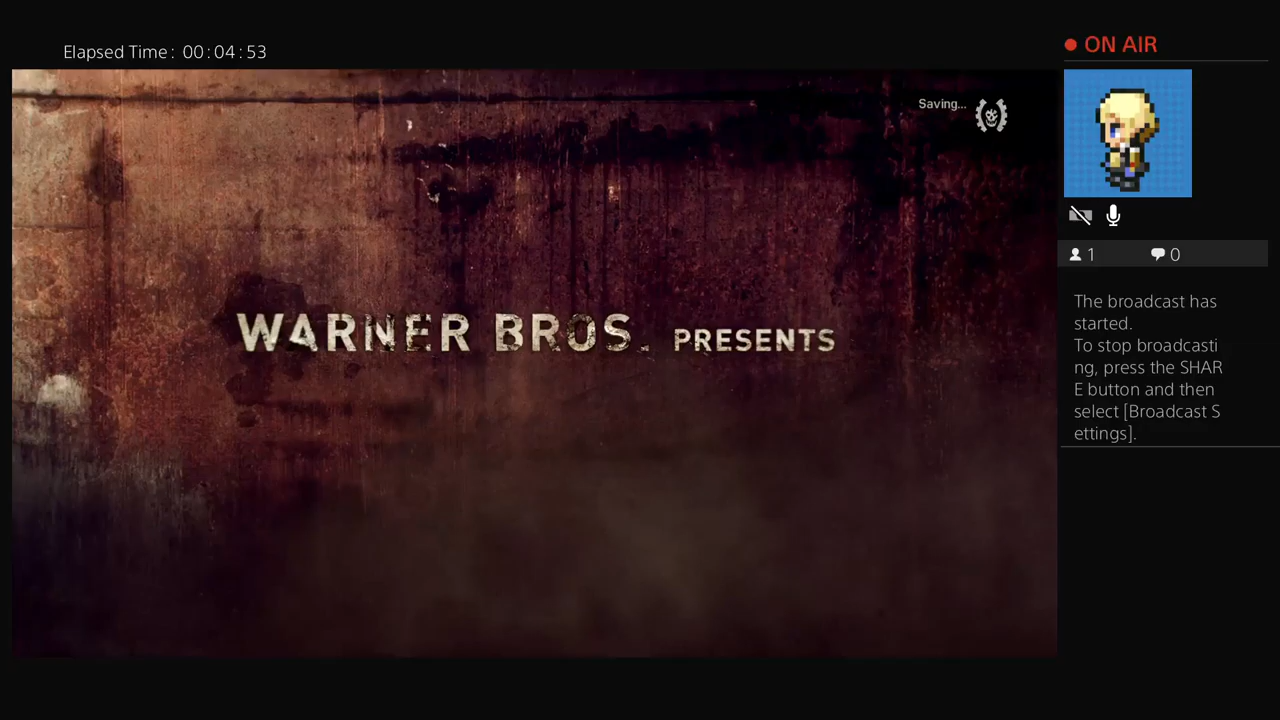 Elapsed Time: 00:04:53
ON AIR
Saving...
1
0
WARNER BROS. PRESENTS
The broadcast has
started.
To stop broadcasti
ng, press the SHAR
E button and then
select [Broadcast S
ettings].